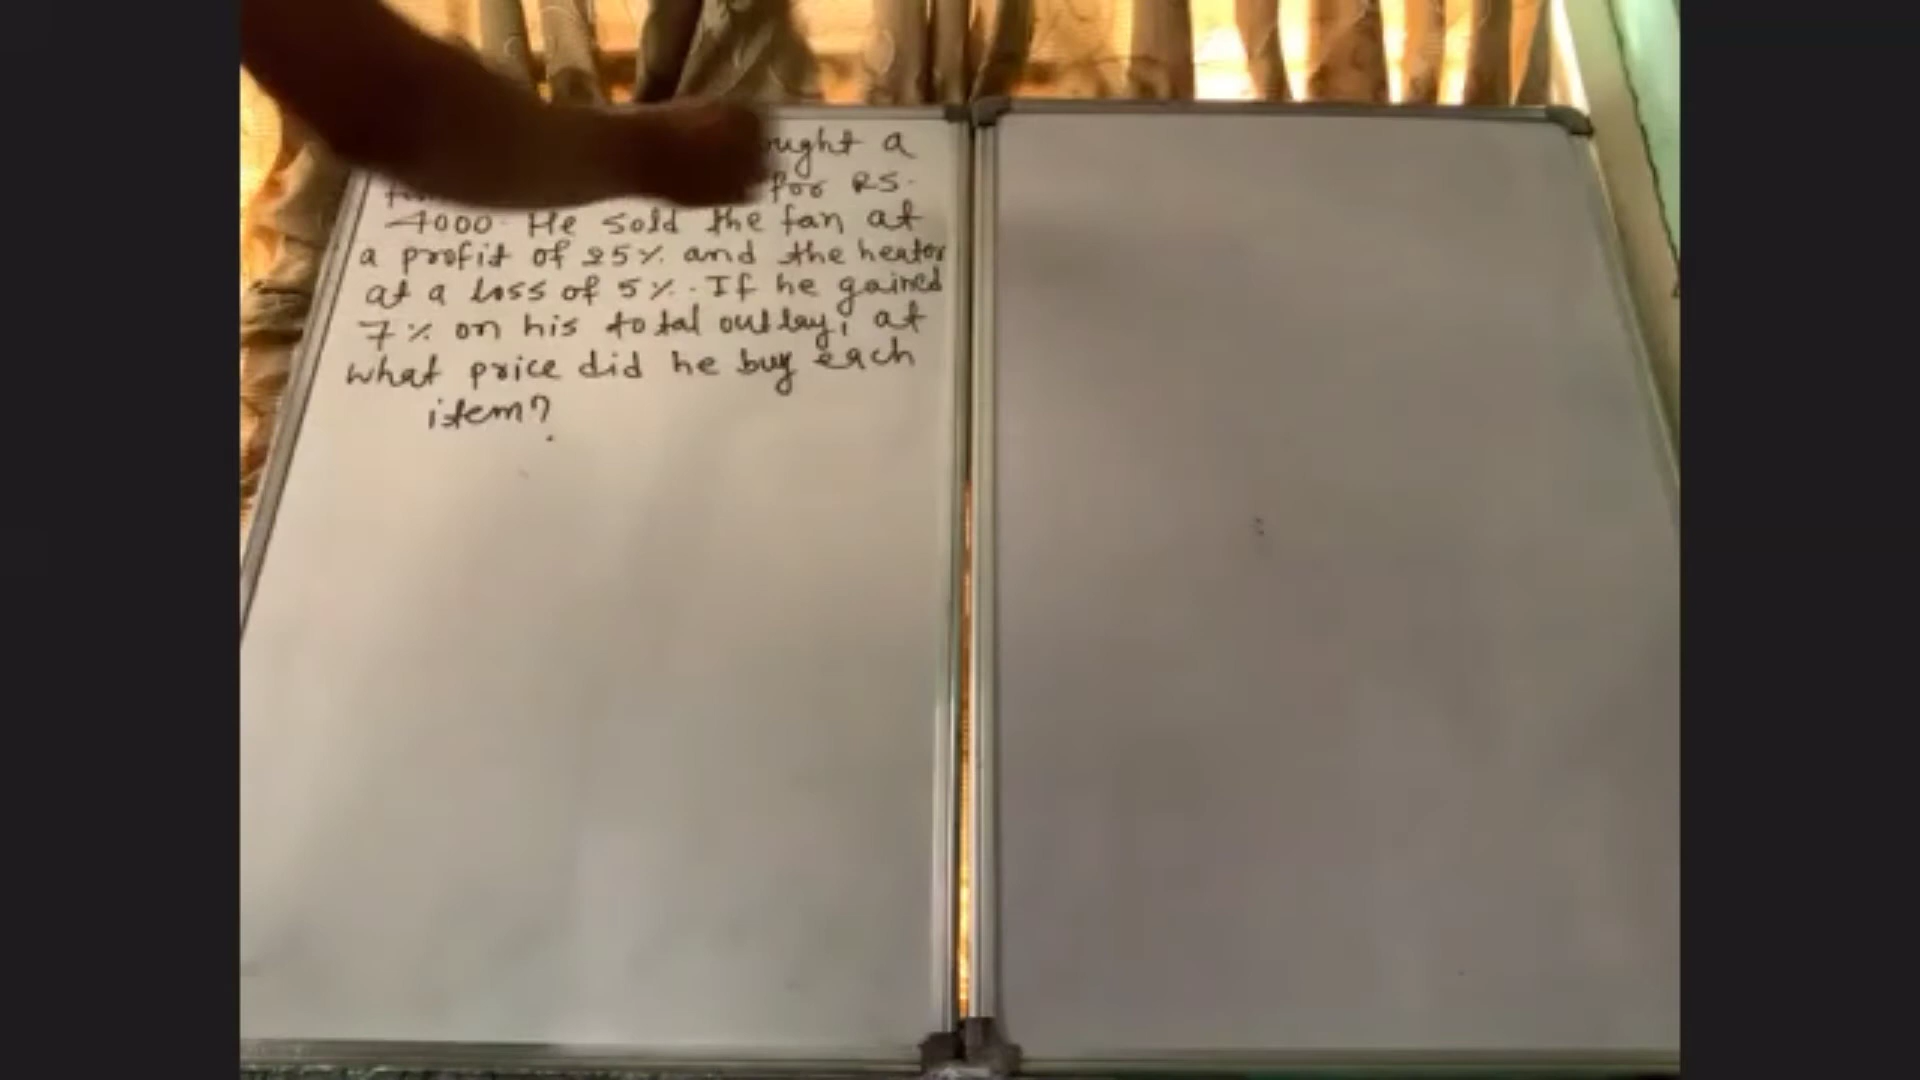 a
for RS.
4000. He sold the fan at
a profit of 25% and the heater
at a loss of 5%. If he gained
7% on his total outlay, at
what price did he buy each
item?